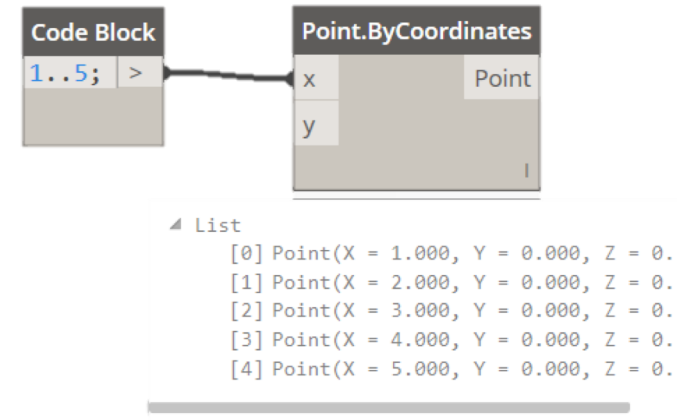 Code Block
1..5; >
Point.ByCoordinates
x Point
y
l
List
[0] Point(X = 1.000, Y = 0.000, Z = 0.
[1] Point(X = 2.000, Y = 0.000, Z = 0.
[2] Point(X = 3.000, Y = 0.000, Z = 0.
[3] Point(X = 4.000, Y = 0.000, Z = 0.
[4] Point(X = 5.000, Y = 0.000, Z = 0.